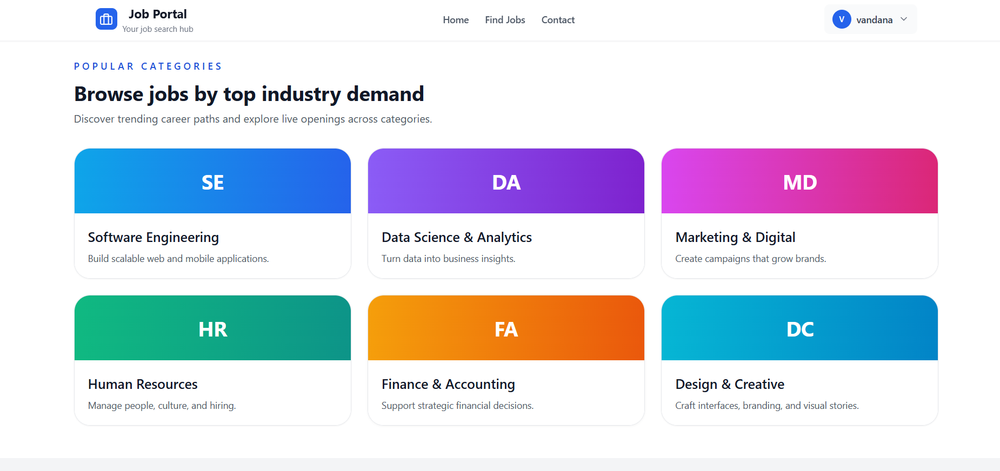 Job Portal
Your job search hub
Home
Find Jobs
Contact
V
vandana
POPULAR CATEGORIES
Browse jobs by top industry demand
Discover trending career paths and explore live openings across categories.
SE
Software Engineering
Build scalable web and mobile applications.
DA
Data Science & Analytics
Turn data into business insights.
MD
Marketing & Digital
Create campaigns that grow brands.
HR
Human Resources
Manage people, culture, and hiring.
FA
Finance & Accounting
Support strategic financial decisions.
DC
Design & Creative
Craft interfaces, branding, and visual stories.